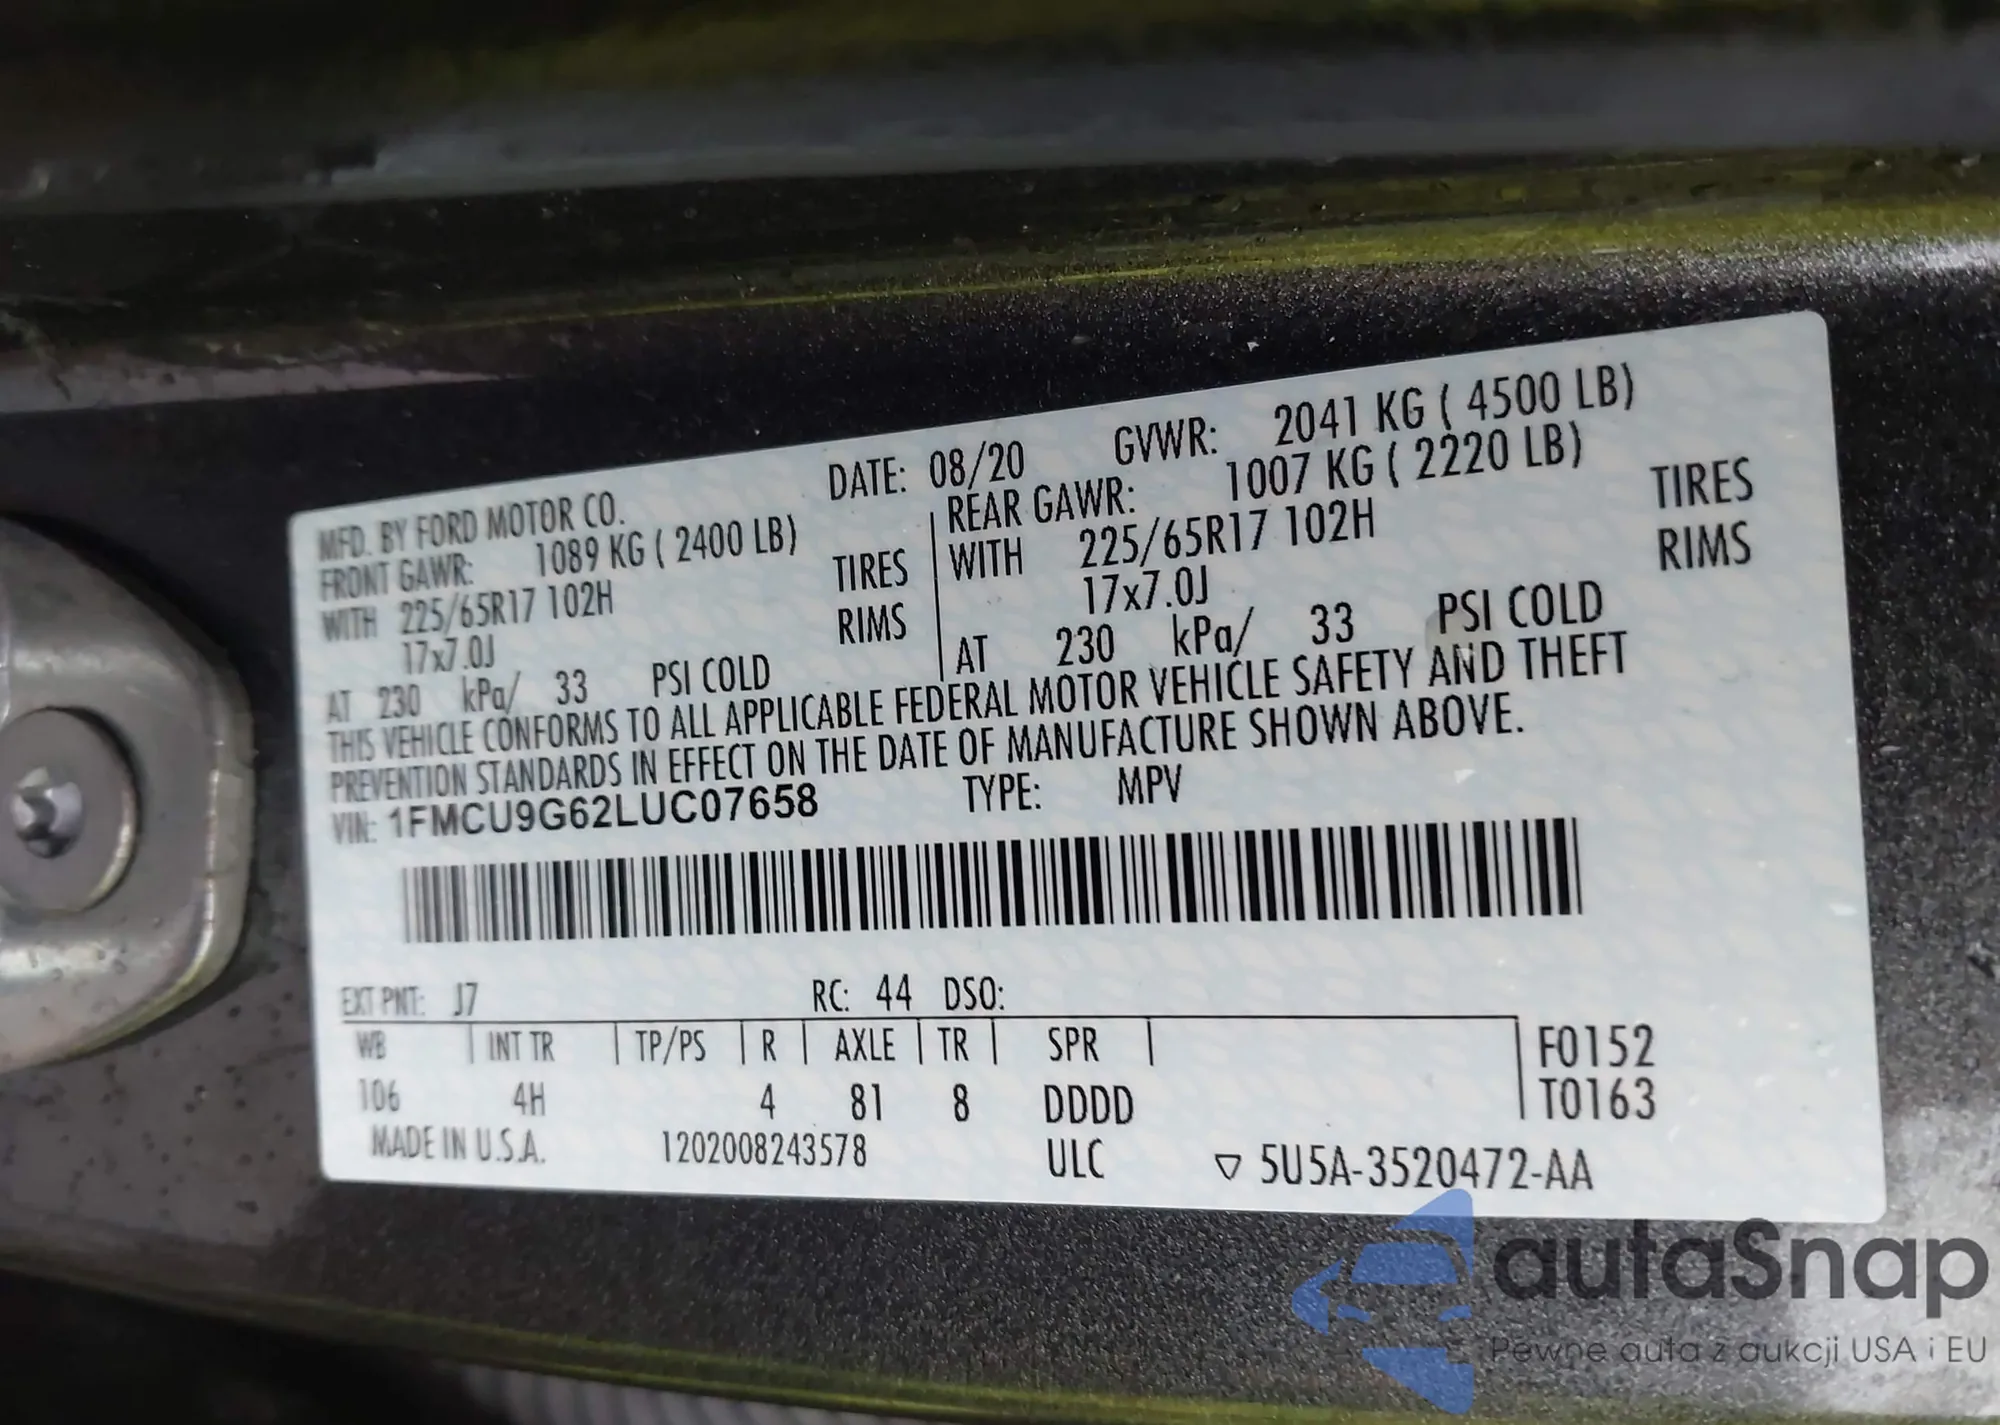 MFD. BY FORD MOTOR CO. DATE: 08/20 GVWR: 2041 KG ( 4500 LB)
FRONT GAWR: 1089 KG ( 2400 LB) REAR GAWR: 1007 KG ( 2220 LB)
WITH 225/65R17 102H TIRES WITH 225/65R17 102H TIRES
17x7.0J RIMS 17x7.0J RIMS
AT 230 kPa/ 33 PSI COLD AT 230 kPa/ 33 PSI COLD
THIS VEHICLE CONFORMS TO ALL APPLICABLE FEDERAL MOTOR VEHICLE SAFETY AND THEFT
PREVENTION STANDARDS IN EFFECT ON THE DATE OF MANUFACTURE SHOWN ABOVE.
VIN: 1FMCU9G62LUC07658 TYPE: MPV
EXT PNT: J7 RC: 44 DSO:
WB INT TR TP/PS R AXLE TR SPR F0152
106 4H 4 81 8 DDDD T0163
MADE IN U.S.A. 1202008243578 ULC ▽ 5U5A-3520472-AA
autaSnap
Pewne auta z aukcji USA i EU